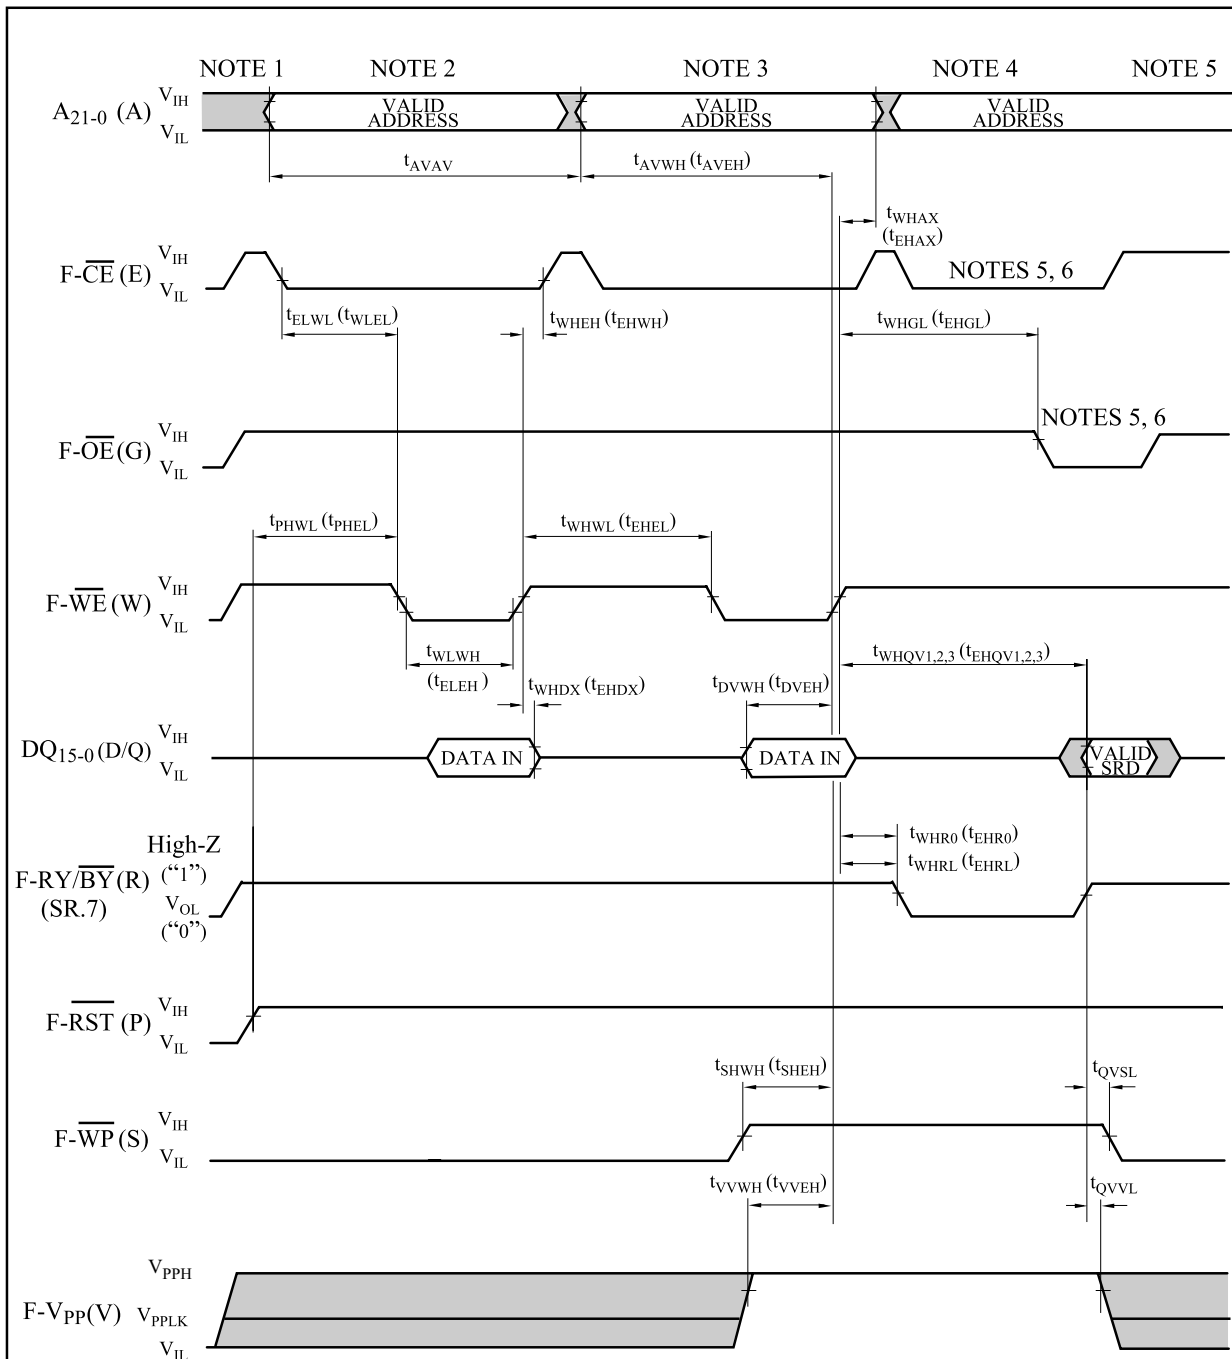 NOTE 1 NOTE 2 NOTE 3 NOTE 4 NOTE 5
A21-0 (A)
VIH
VIL
VALID ADDRESS
VALID ADDRESS
VALID ADDRESS
tAVAV
tAVWH (tAVEH)
tWHAX
(tEHAX)
F-CE (E)
VIH
VIL
NOTES 5, 6
tELWL (tWLEL)
tWHEH (tEHWH)
tWHGL (tEHGL)
F-OE (G)
VIH
VIL
NOTES 5, 6
tPHWL (tPHEL)
tWHWL (tEHEL)
F-WE (W)
VIH
VIL
tWLWH
(tELEH)
tWHDX (tEHDX)
tDVWH (tDVEH)
tWHQV1,2,3 (tEHQV1,2,3)
DQ15-0 (D/Q)
VIH
VIL
DATA IN
DATA IN
VALID
SRD
tWHR0 (tEHR0)
tWHRL (tEHRL)
High-Z
(“1”)
F-RY/BY (R)
(SR.7)
VOL
(“0”)
F-RST (P)
VIH
VIL
tSHWH (tSHEH)
tQVSL
F-WP (S)
VIH
VIL
tVVWH (tVVEH)
tQVVL
F-VPP (V)
VPPH
VPPLK
VIL